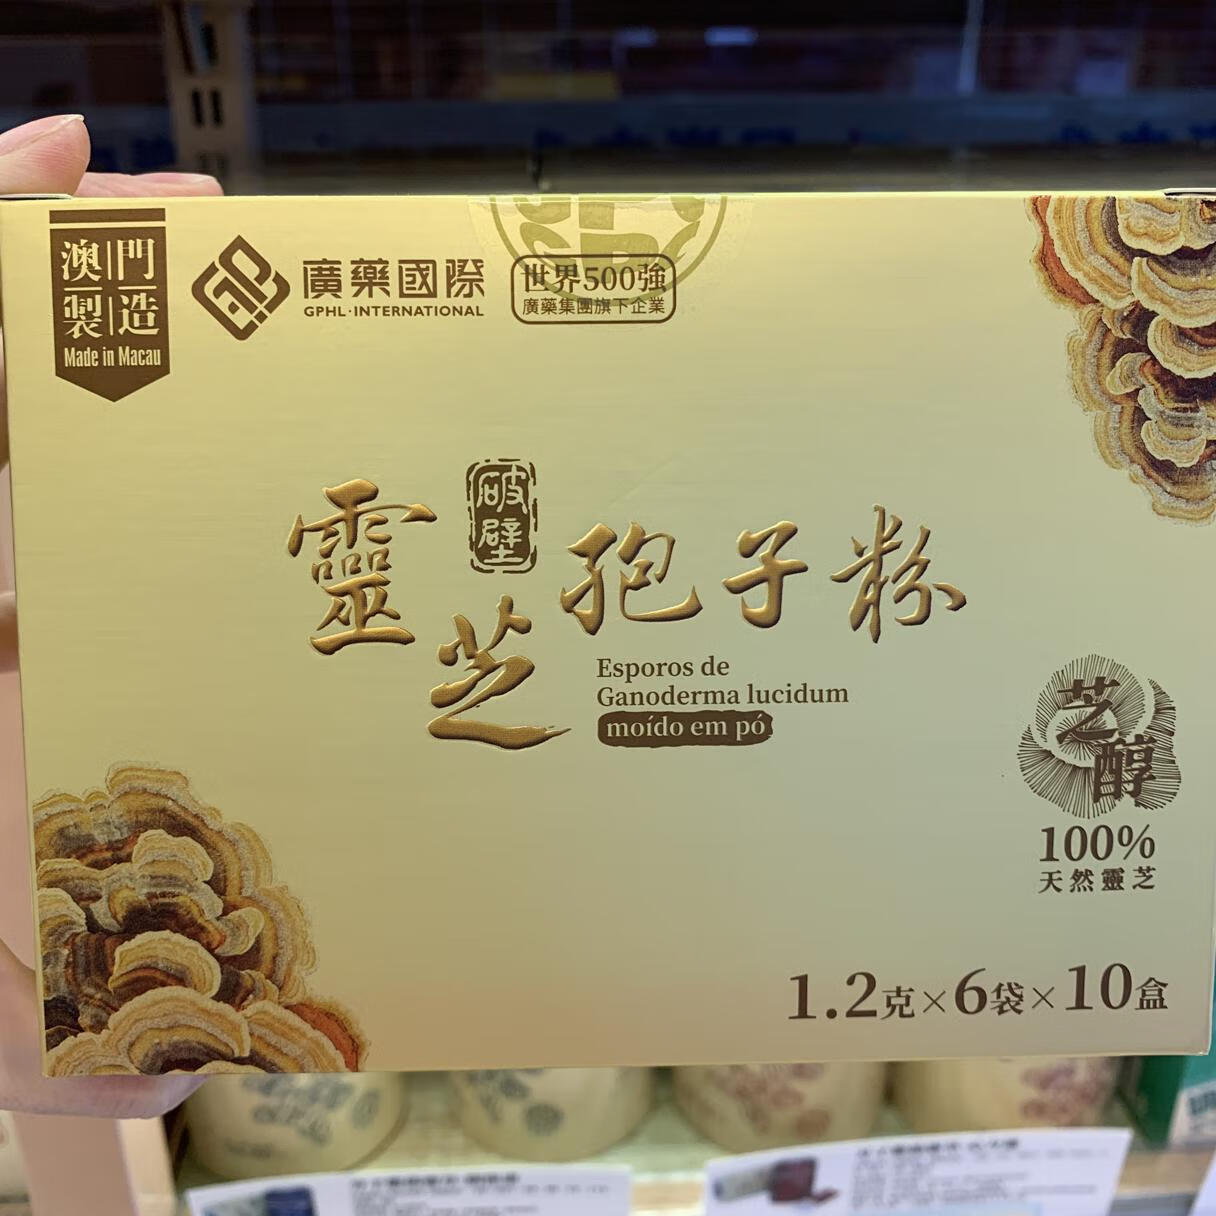 澳門
製造
Made in Macau
廣藥國際
GPHL·INTERNATIONAL
世界500強
廣藥集團旗下企業
靈芝
破壁
孢子粉
Esporos de
Ganoderma lucidum
moído em pó
芝醇
100%
天然靈芝
1.2克×6袋×10盒